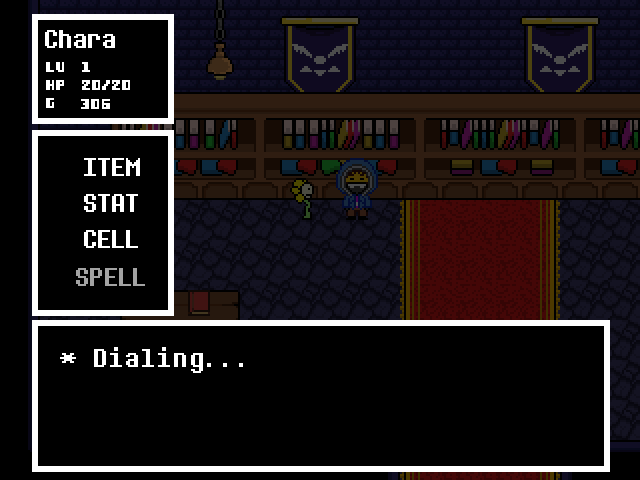 Chara
LV 1
HP 20/20
G 306
ITEM
STAT
CELL
SPELL
* Dialing...